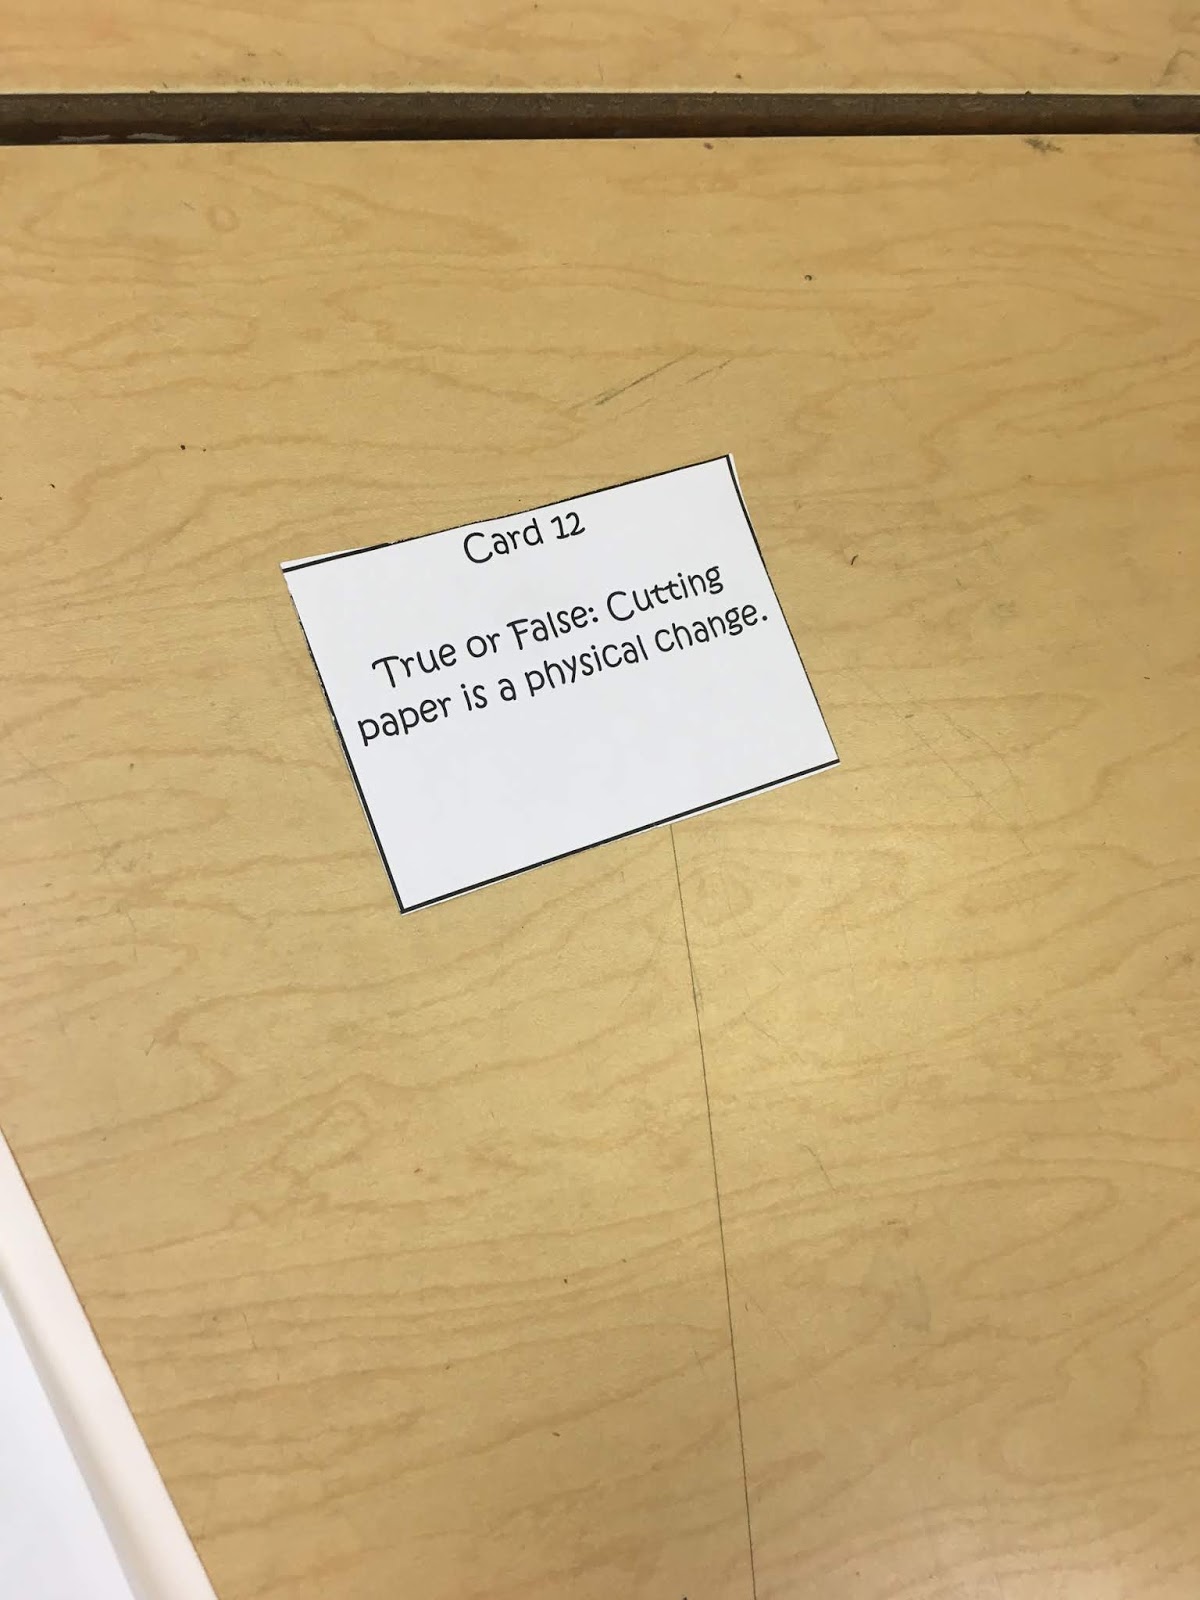 Card 12
True or False: Cutting
paper is a physical change.